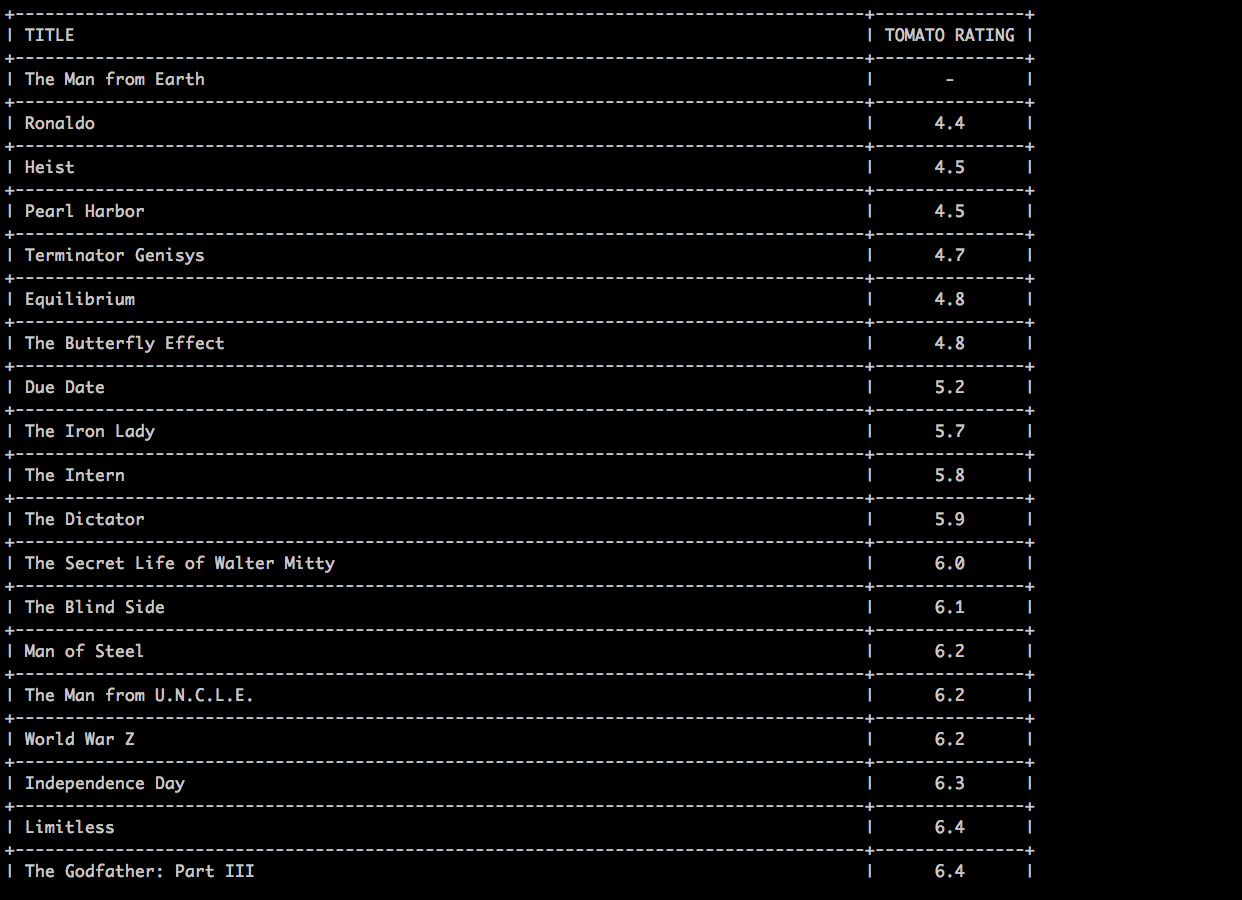 TITLE | TOMATO RATING
The Man from Earth | -
Ronaldo | 4.4
Heist | 4.5
Pearl Harbor | 4.5
Terminator Genisys | 4.7
Equilibrium | 4.8
The Butterfly Effect | 4.8
Due Date | 5.2
The Iron Lady | 5.7
The Intern | 5.8
The Dictator | 5.9
The Secret Life of Walter Mitty | 6.0
The Blind Side | 6.1
Man of Steel | 6.2
The Man from U.N.C.L.E. | 6.2
World War Z | 6.2
Independence Day | 6.3
Limitless | 6.4
The Godfather: Part III | 6.4